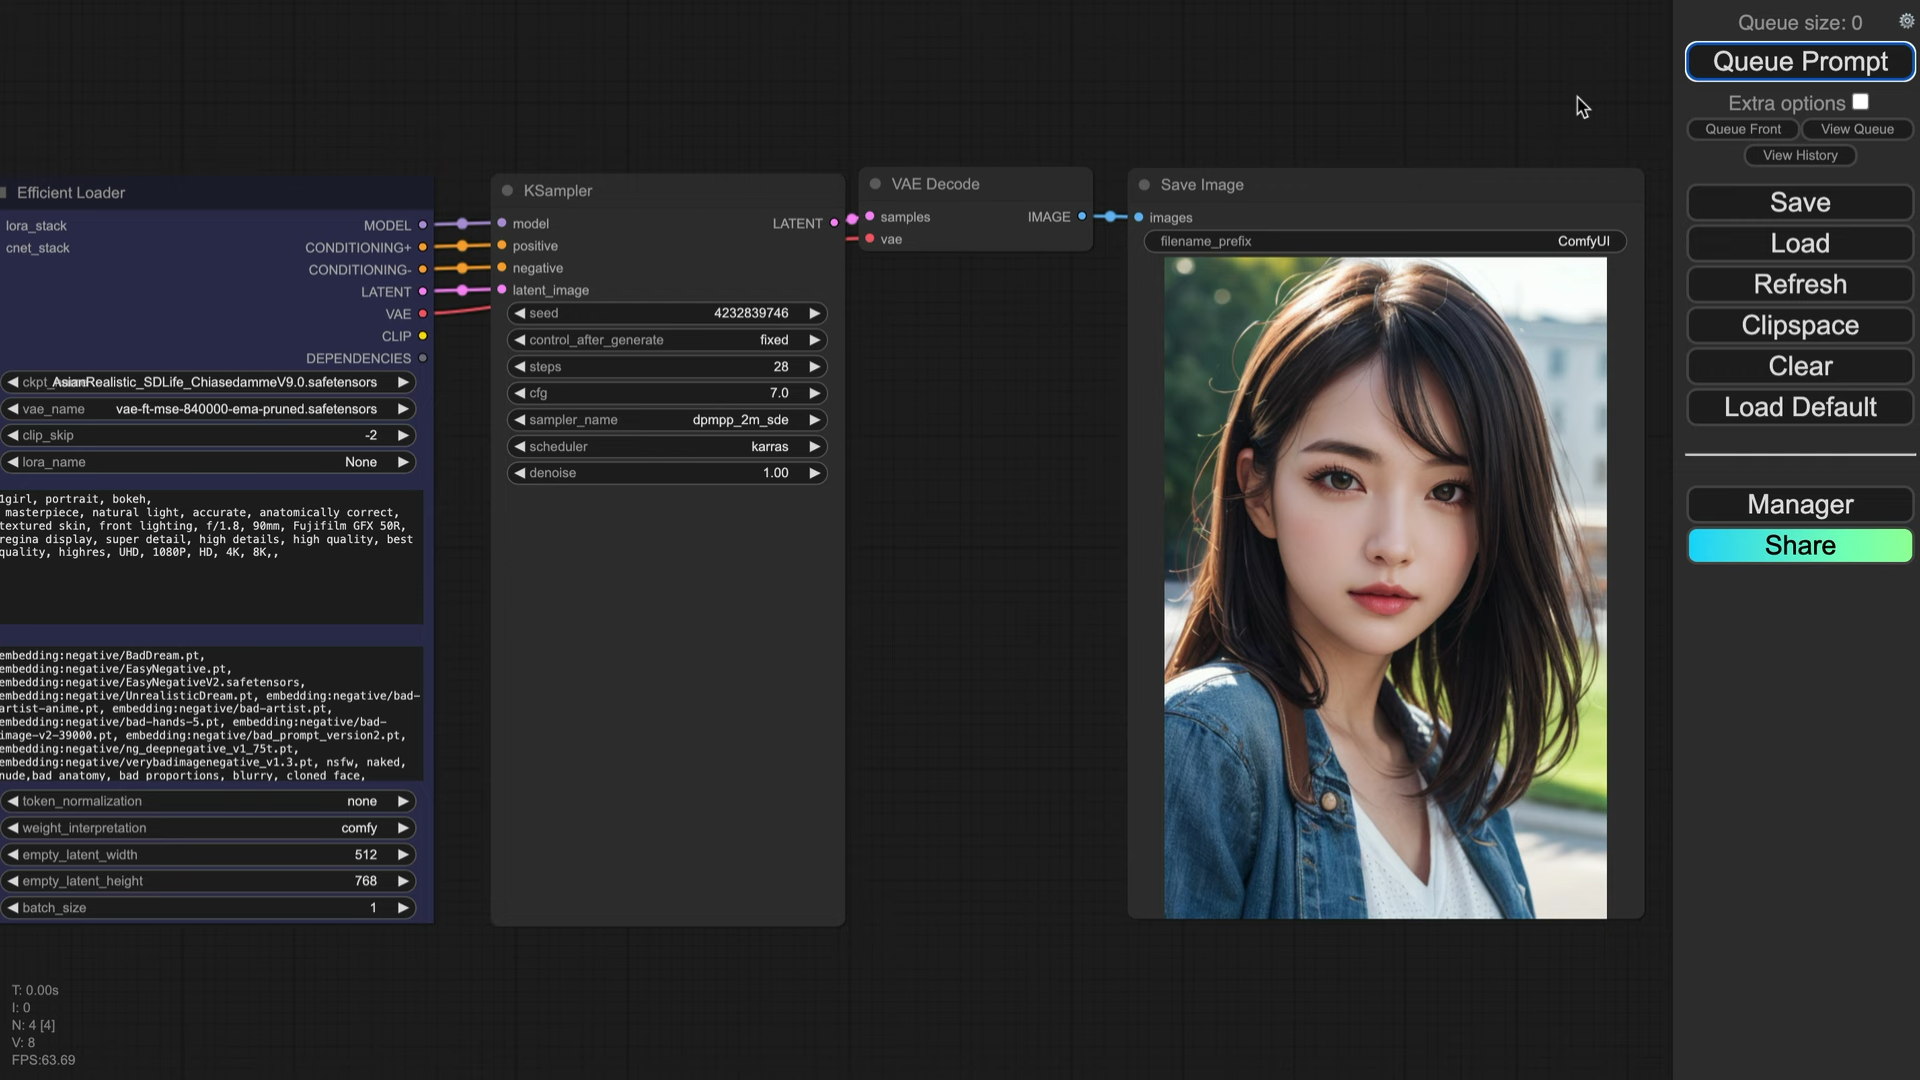 Queue size: 0
Queue Prompt
Extra options
Queue Front
View Queue
View History
Save
Load
Refresh
Clipspace
Clear
Load Default
Manager
Share
Efficient Loader
lora_stack
MODEL
cnet_stack
CONDITIONING+
CONDITIONING-
LATENT
VAE
CLIP
DEPENDENCIES
AsianRealistic_SDLife_ChiasedammeV9.0.safetensors
vae_name vae-ft-mse-840000-ema-pruned.safetensors
clip_skip -2
lora_name None
1girl, portrait, bokeh,
masterpiece, natural light, accurate, anatomically correct,
textured skin, front lighting, f/1.8, 90mm, Fujifilm GFX 50R,
regina display, super detail, high details, high quality, best
quality, highres, UHD, 1080P, HD, 4K, 8K,,
embedding:negative/BadDream.pt,
embedding:negative/EasyNegative.pt,
embedding:negative/EasyNegativeV2.safetensors,
embedding:negative/UnrealisticDream.pt, embedding:negative/bad-
artist-anime.pt, embedding:negative/bad-artist.pt,
embedding:negative/bad-hands-5.pt, embedding:negative/bad-
image-v2-39000.pt, embedding:negative/bad_prompt_version2.pt,
embedding:negative/ng_deepnegative_v1_75t.pt,
embedding:negative/verybadimagenegative_v1.3.pt, nsfw, naked,
nude,bad anatomy, bad proportions, blurry, cloned face,
token_normalization none
weight_interpretation comfy
empty_latent_width 512
empty_latent_height 768
batch_size 1
KSampler
model
LATENT
positive
negative
latent_image
seed 4232839746
control_after_generate fixed
steps 28
cfg 7.0
sampler_name dpmpp_2m_sde
scheduler karras
denoise 1.00
VAE Decode
samples IMAGE
vae
Save Image
images
filename_prefix ComfyUI
T: 0.00s
I: 0
N: 4 [4]
V: 8
FPS:63.69